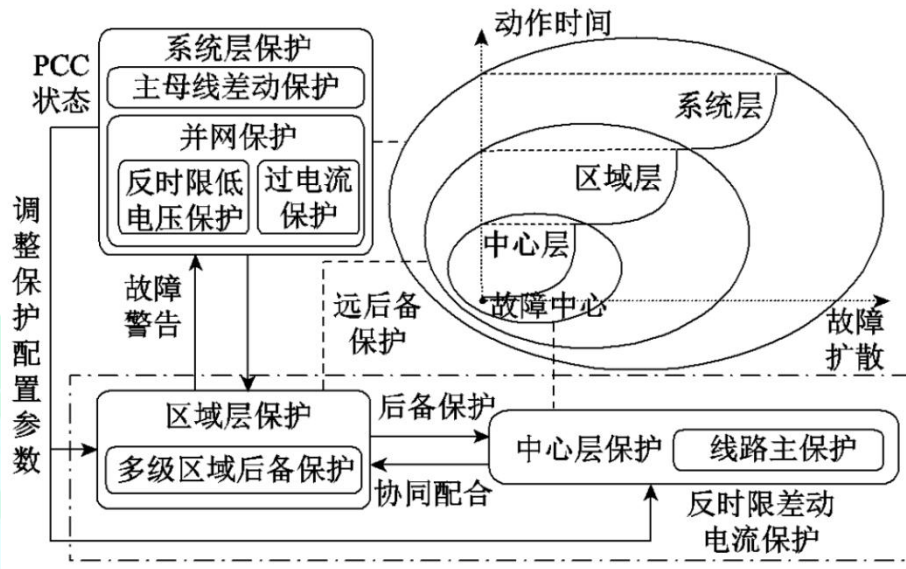 PCC
状态
系统层保护
主母线差动保护
并网保护
反时限低
电压保护
过电流
保护
动作时间
系统层
区域层
中心层
故障中心
故障
扩散
调整保护配置参数
故障
警告
远后备
保护
区域层保护
多级区域后备保护
后备保护
协同配合
中心层保护
线路主保护
反时限差动
电流保护